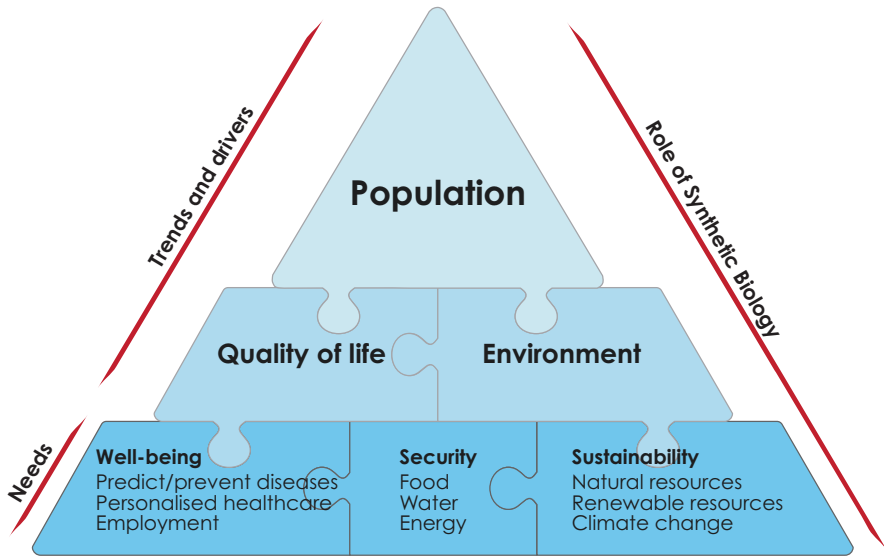 Trends and drivers
Role of Synthetic Biology
Population
Quality of life
Environment
Needs
Well-being
Predict/prevent diseases
Personalised healthcare
Employment
Security
Food
Water
Energy
Sustainability
Natural resources
Renewable resources
Climate change